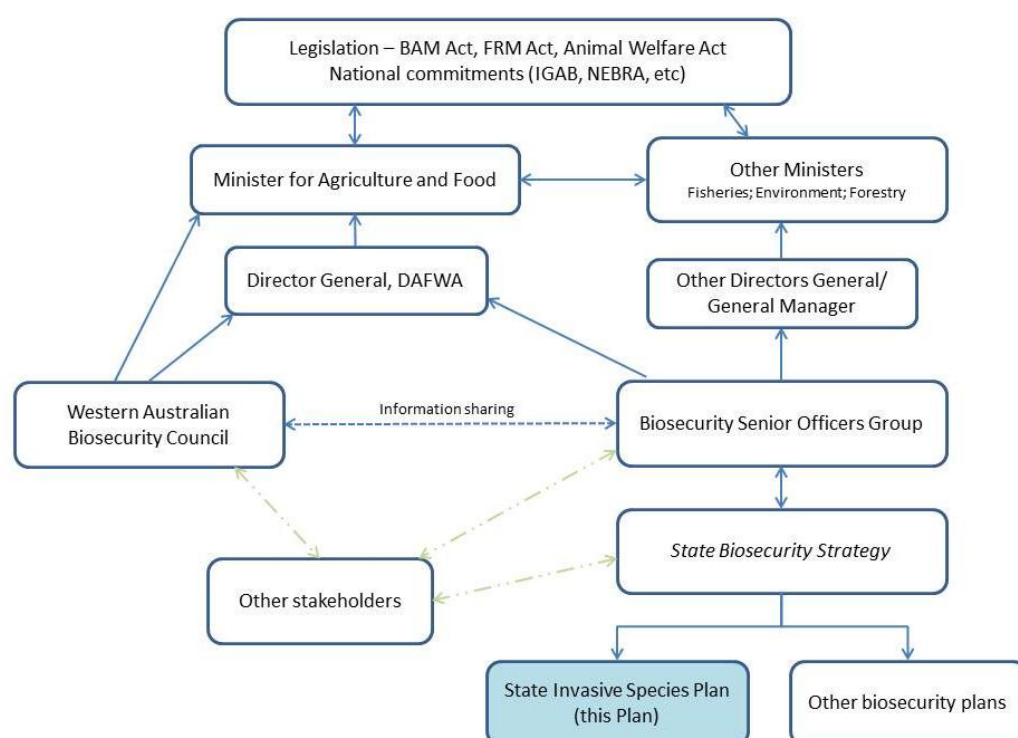 Legislation – BAM Act, FRM Act, Animal Welfare Act
National commitments (IGAB, NEBRA, etc)
Minister for Agriculture and Food
Other Ministers
Fisheries; Environment; Forestry
Director General, DAFWA
Other Directors General/
General Manager
Western Australian
Biosecurity Council
Information sharing
Biosecurity Senior Officers Group
State Biosecurity Strategy
Other stakeholders
State Invasive Species Plan
(this Plan)
Other biosecurity plans